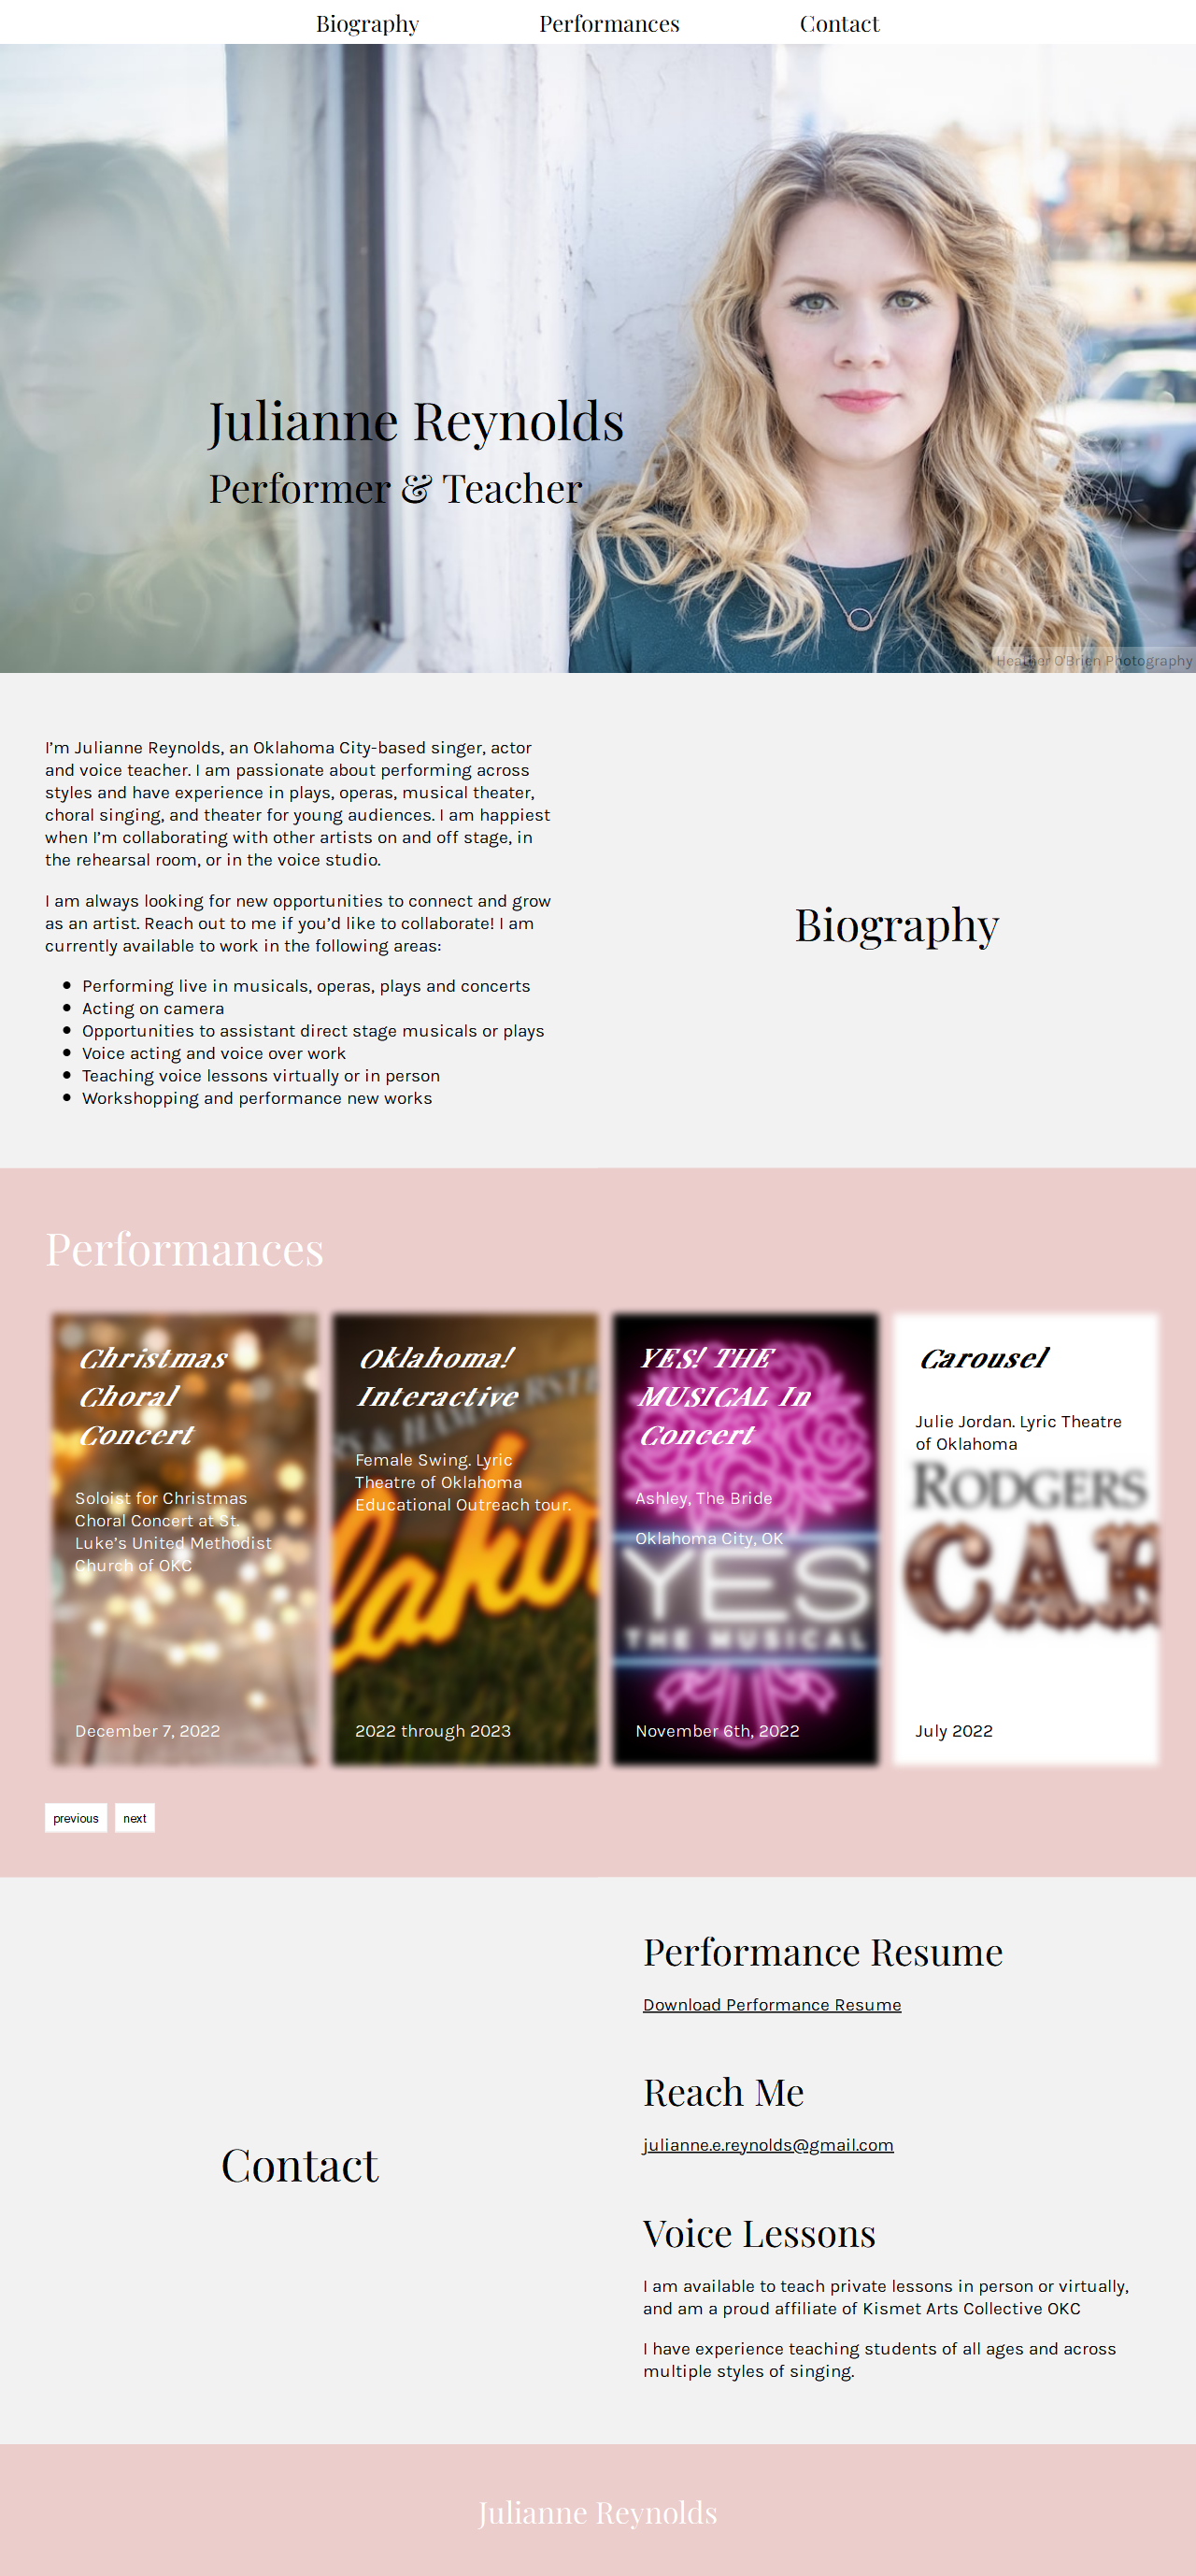 Biography
Performances
Contact
Julianne Reynolds
Performer & Teacher
Heather O'Brien Photography
I’m Julianne Reynolds, an Oklahoma City-based singer, actor
and voice teacher. I am passionate about performing across
styles and have experience in plays, operas, musical theater,
choral singing, and theater for young audiences. I am happiest
when I’m collaborating with other artists on and off stage, in
the rehearsal room, or in the voice studio.
I am always looking for new opportunities to connect and grow
as an artist. Reach out to me if you’d like to collaborate! I am
currently available to work in the following areas:
Performing live in musicals, operas, plays and concerts
Acting on camera
Opportunities to assistant direct stage musicals or plays
Voice acting and voice over work
Teaching voice lessons virtually or in person
Workshopping and performance new works
Biography
Performances
Christmas
Choral
Concert
Soloist for Christmas
Choral Concert at St.
Luke’s United Methodist
Church of OKC
December 7, 2022
Oklahoma!
Interactive
Female Swing. Lyric
Theatre of Oklahoma
Educational Outreach tour.
laho
2022 through 2023
YES! THE
MUSICAL In
Concert
Ashley, The Bride
Oklahoma City, OK
YES
THE MUSICAL
November 6th, 2022
Carousel
Julie Jordan. Lyric Theatre
of Oklahoma
RODGERS
CAR
July 2022
previous
next
Contact
Performance Resume
Download Performance Resume
Reach Me
julianne.e.reynolds@gmail.com
Voice Lessons
I am available to teach private lessons in person or virtually,
and am a proud affiliate of Kismet Arts Collective OKC
I have experience teaching students of all ages and across
multiple styles of singing.
Julianne Reynolds